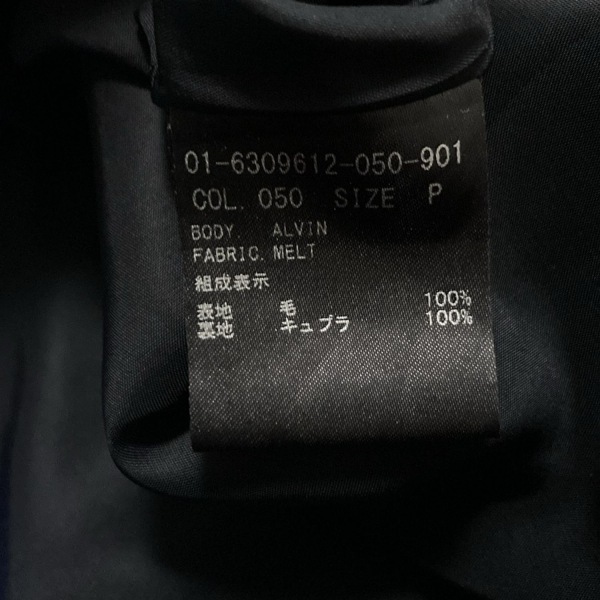 01-6309612-050-901
COL. 050 SIZE P
BODY. ALVIN
FABRIC. MELT
組成表示
表地 毛 100%
裏地 キュプラ 100%